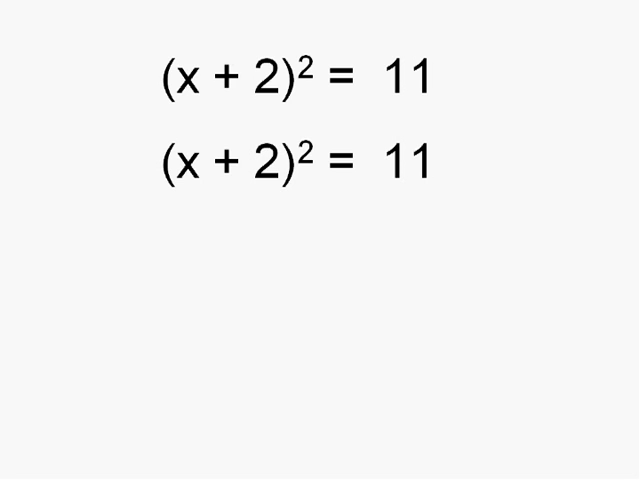 (x + 2)² = 11
(x + 2)² = 11